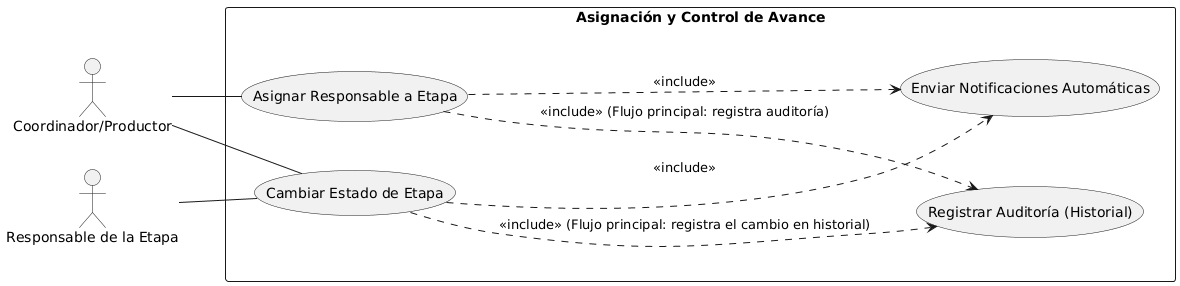 Asignación y Control de Avance
«include»
Asignar Responsable a Etapa
Enviar Notificaciones Automáticas
«include» (Flujo principal: registra auditoría)
Coordinador/Productor
«include»
Cambiar Estado de Etapa
Registrar Auditoría (Historial)
«include» (Flujo principal: registra el cambio en historial)
Responsable de la Etapa